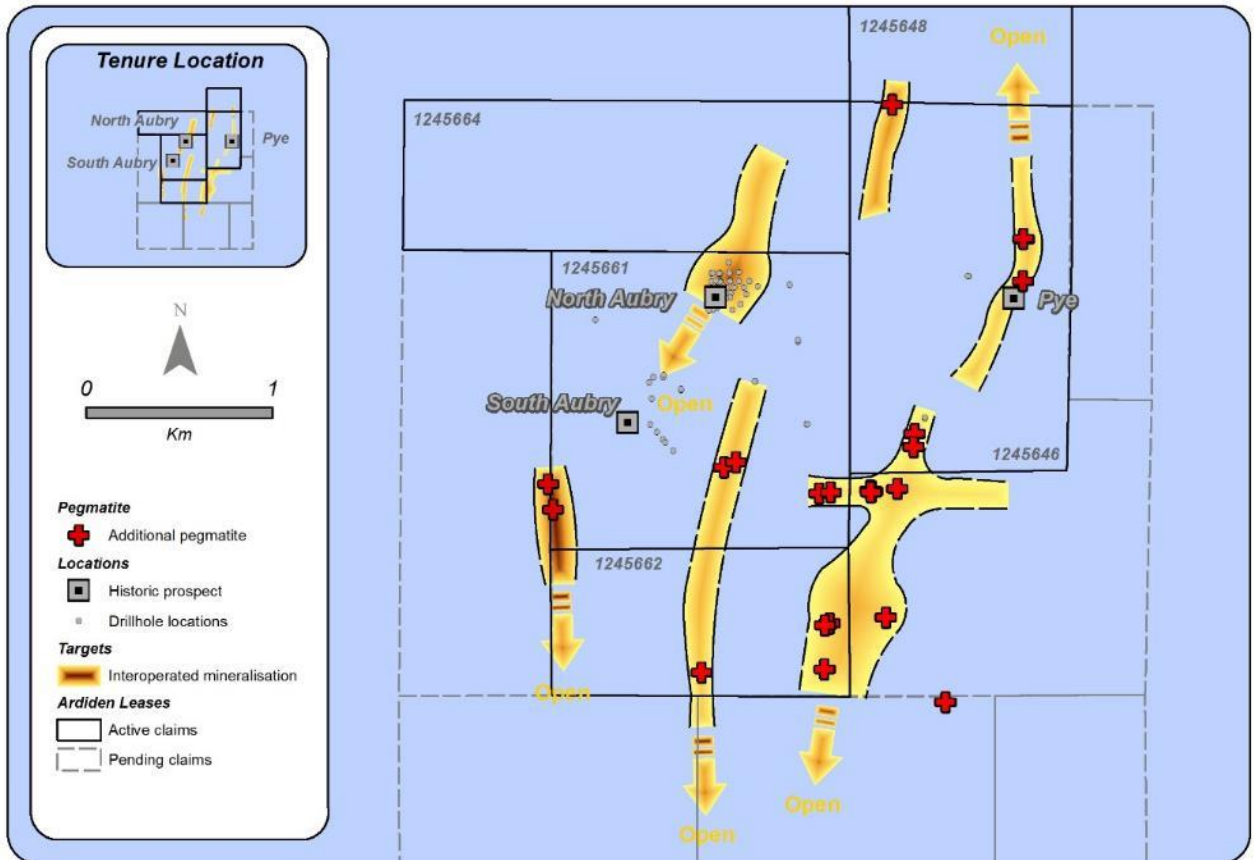 Tenure Location
North Aubry
Pye
South Aubry
N
0 1
Km
Pegmatite
Additional pegmatite
Locations
Historic prospect
Drillhole locations
Targets
Interoperated mineralisation
Ardiden Leases
Active claims
Pending claims
1245648
Open
1245664
1245661
North Aubry
Pye
Open
South Aubry
1245646
1245662
Open
Open
Open